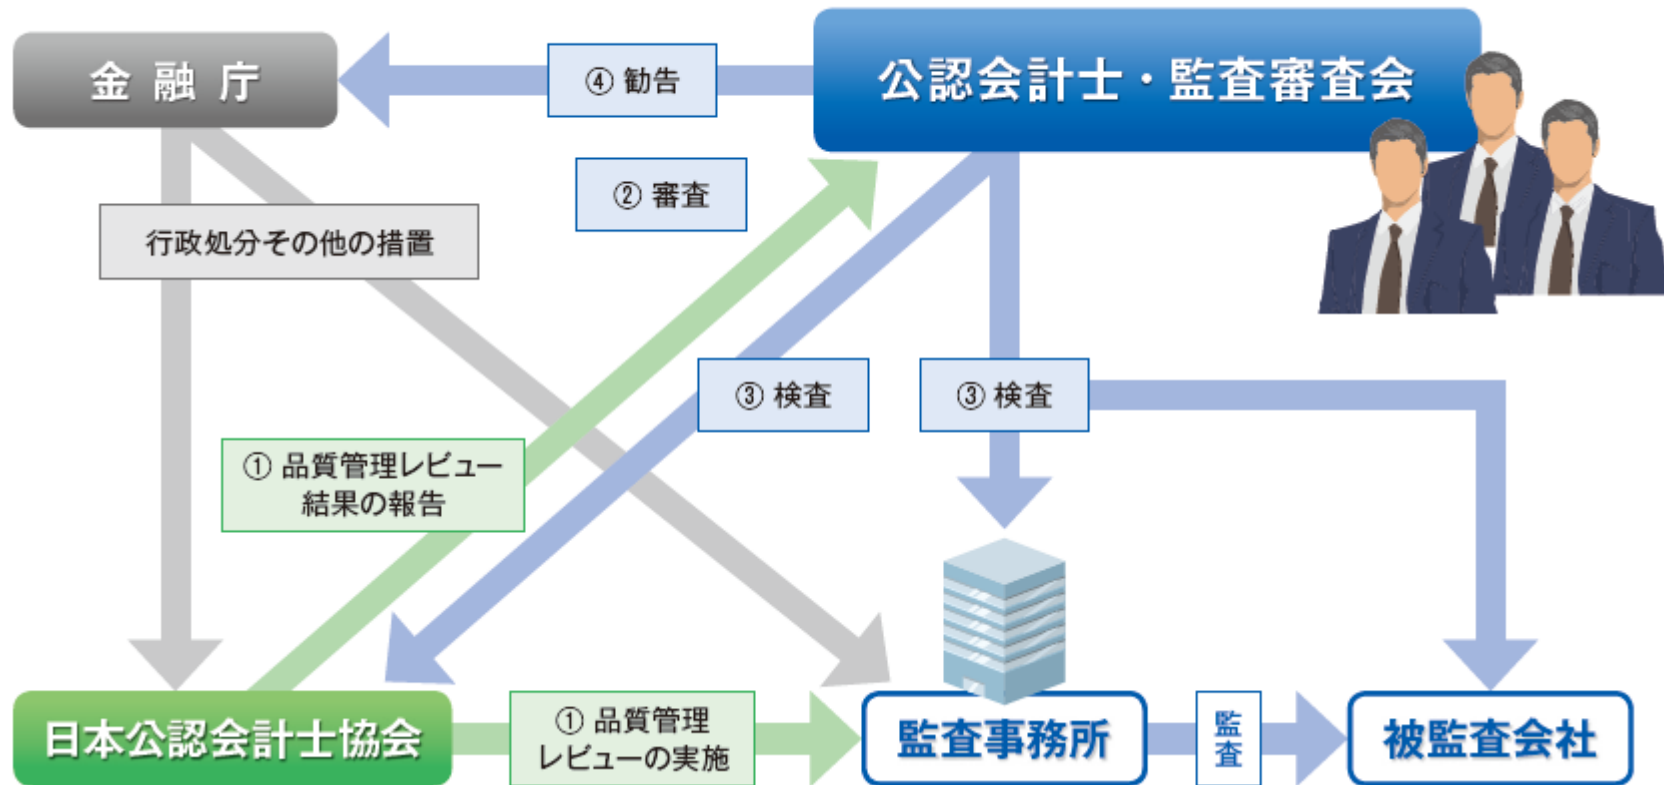 金融庁
④ 勧告
公認会計士・監査審査会
② 審査
行政処分その他の措置
③ 検査
③ 検査
① 品質管理レビュー
結果の報告
日本公認会計士協会
① 品質管理
レビューの実施
監査事務所
監査
被監査会社